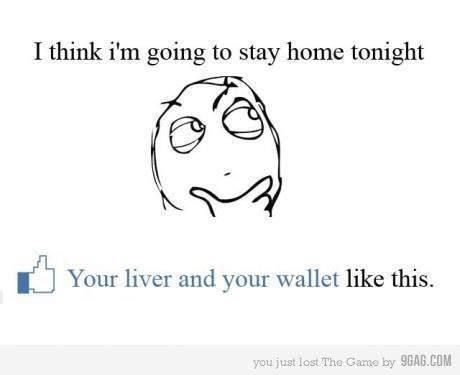 I think i'm going to stay home tonight
Your liver and your wallet like this.
you just lost The Game by 9GAG.COM